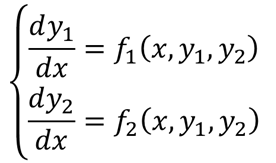 dy₁/dx = f₁(x, y₁, y₂)
dy₂/dx = f₂(x, y₁, y₂)